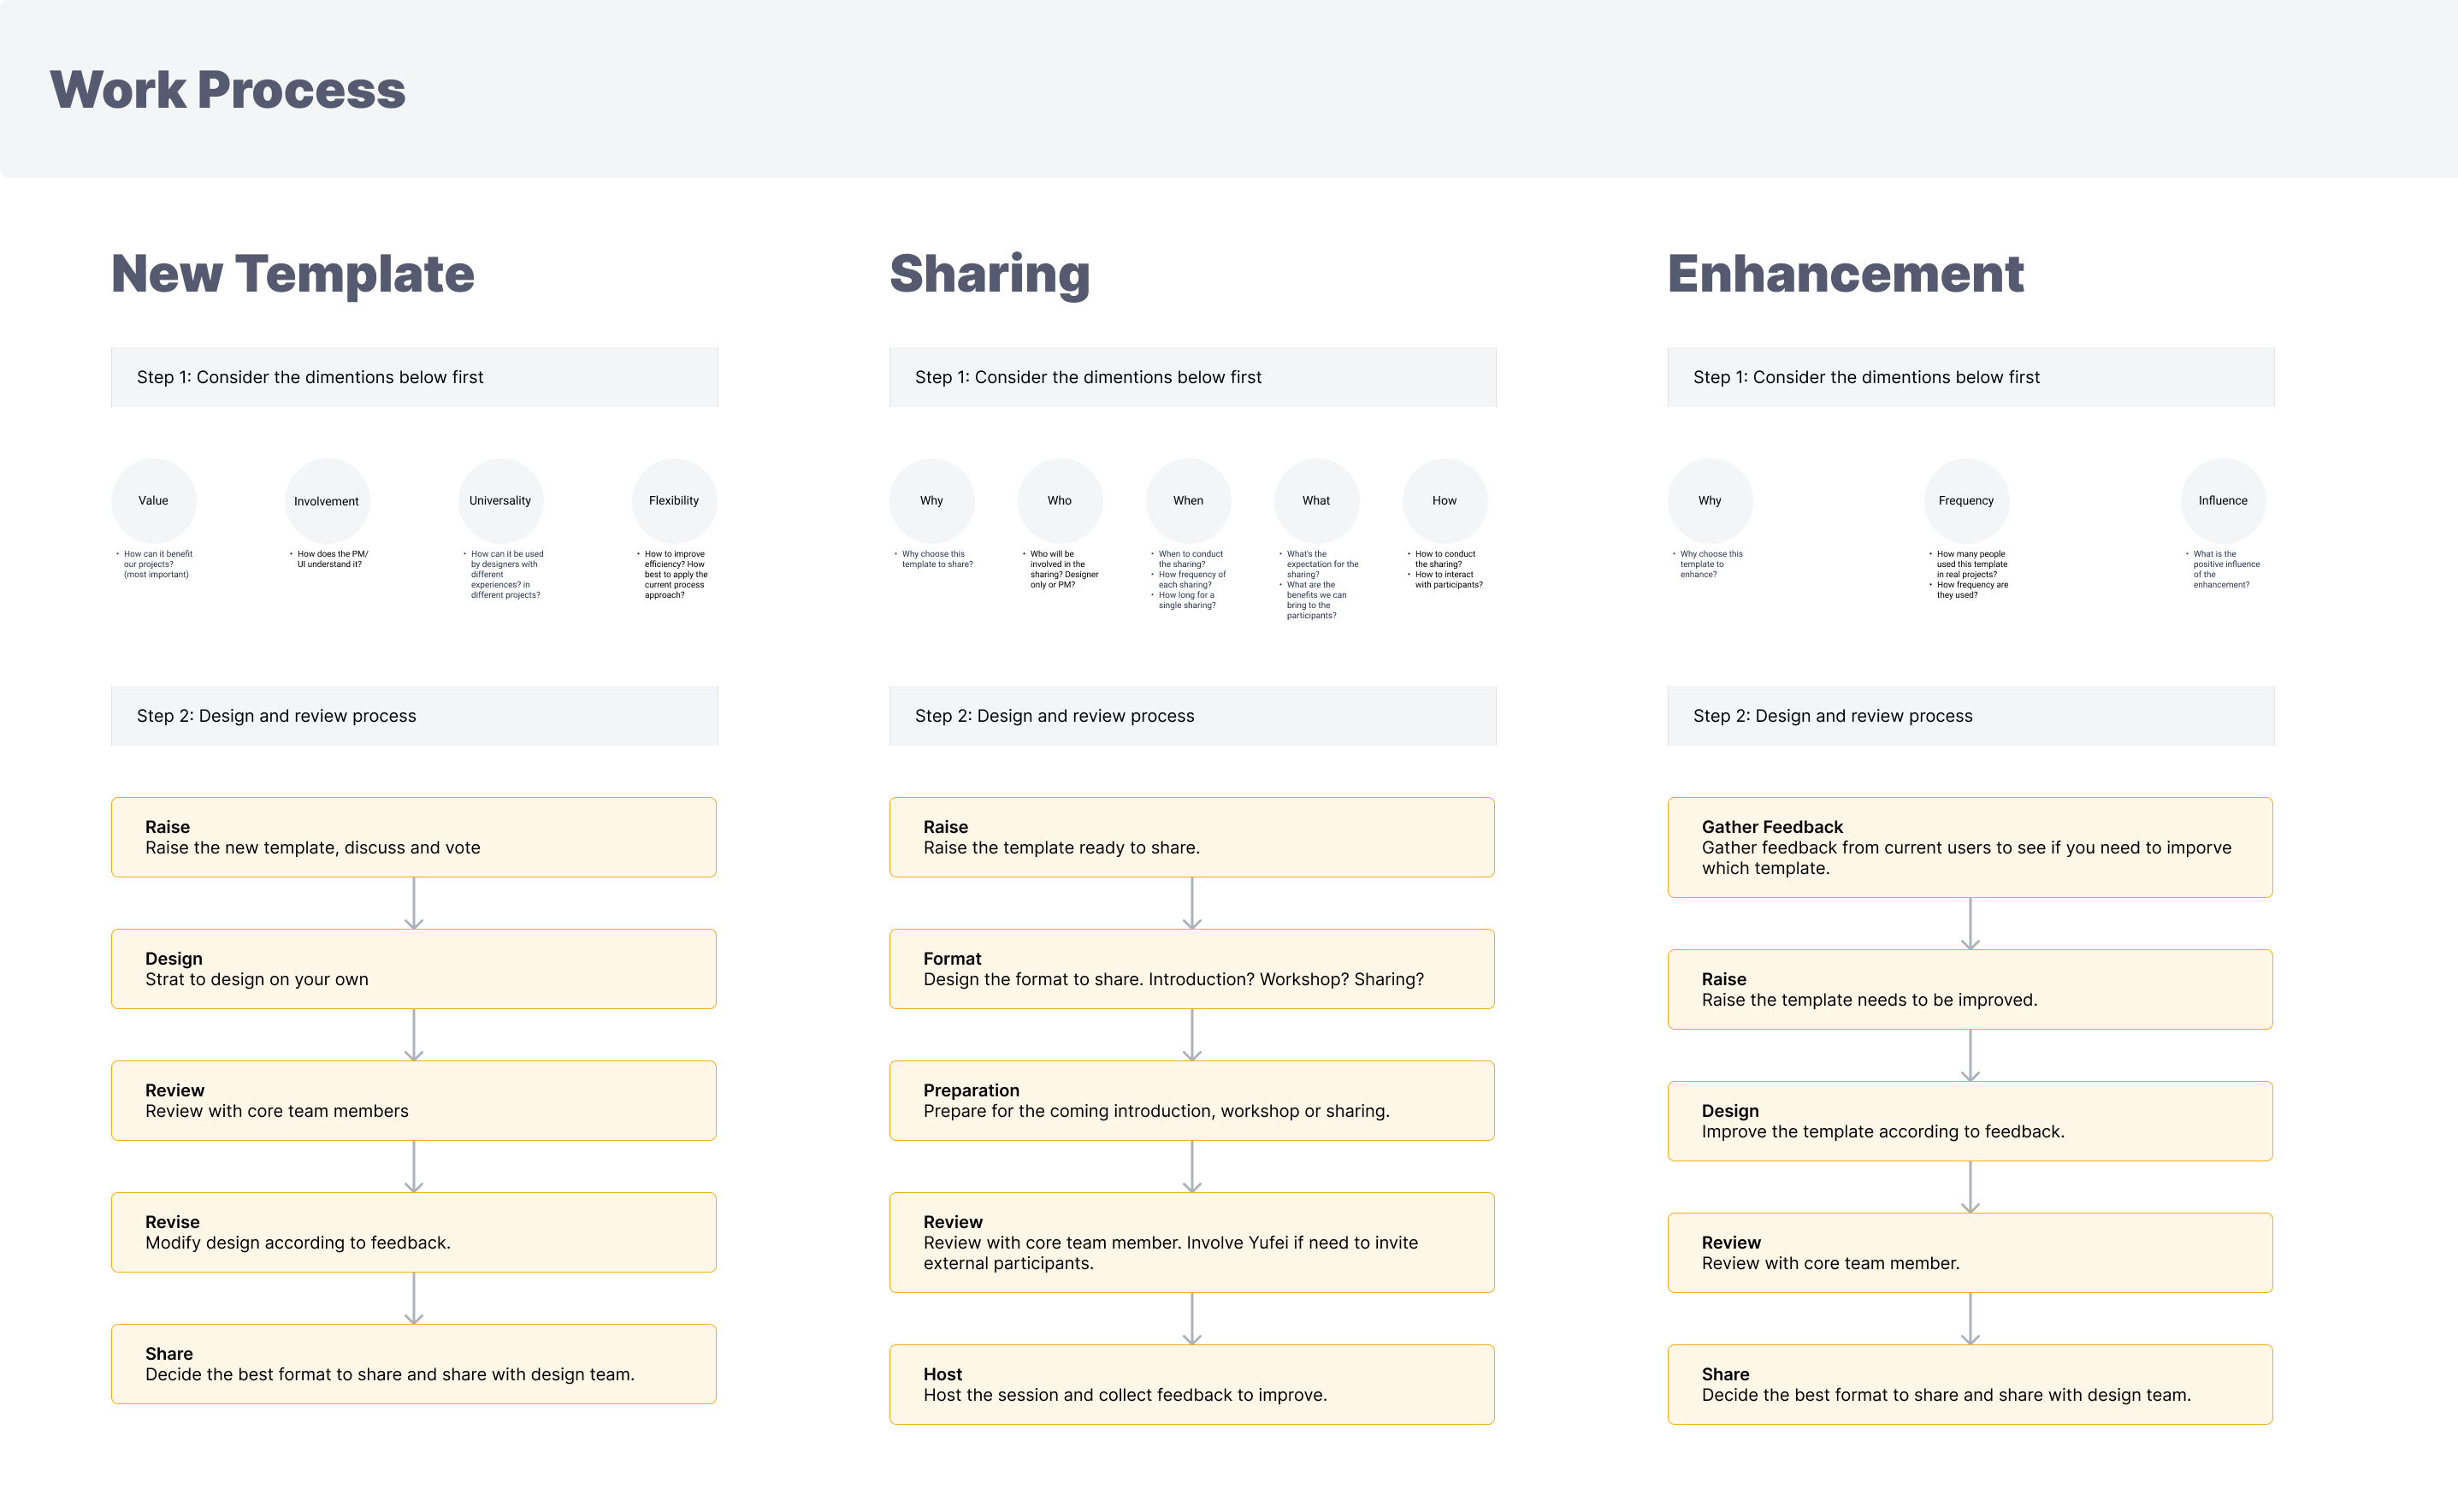 Work Process
New Template
Step 1: Consider the dimentions below first
Value
• How can it benefit
our projects?
(most important)
Involvement
• How does the PM/
UI understand it?
Universality
• How can it be used
by designers with
different
experiences? in
different projects?
Flexibility
• How to improve
efficiency? How
best to apply the
current process
approach?
Step 2: Design and review process
Raise
Raise the new template, discuss and vote
Design
Strat to design on your own
Review
Review with core team members
Revise
Modify design according to feedback.
Share
Decide the best format to share and share with design team.
Sharing
Step 1: Consider the dimentions below first
Why
• Why choose this
template to share?
Who
• Who will be
involved in the
sharing? Designer
only or PM?
When
• When to conduct
the sharing?
• How frequency of
each sharing?
• How long for a
single sharing?
What
• What's the
expectation for the
sharing?
• What are the
benefits we can
bring to the
participants?
How
• How to conduct
the sharing?
• How to interact
with participants?
Step 2: Design and review process
Raise
Raise the template ready to share.
Format
Design the format to share. Introduction? Workshop? Sharing?
Preparation
Prepare for the coming introduction, workshop or sharing.
Review
Review with core team member. Involve Yufei if need to invite
external participants.
Host
Host the session and collect feedback to improve.
Enhancement
Step 1: Consider the dimentions below first
Why
• Why choose this
template to
enhance?
Frequency
• How many people
used this template
in real projects?
• How frequency are
they used?
Influence
• What is the
positive influence
of the
enhancement?
Step 2: Design and review process
Gather Feedback
Gather feedback from current users to see if you need to imporve
which template.
Raise
Raise the template needs to be improved.
Design
Improve the template according to feedback.
Review
Review with core team member.
Share
Decide the best format to share and share with design team.